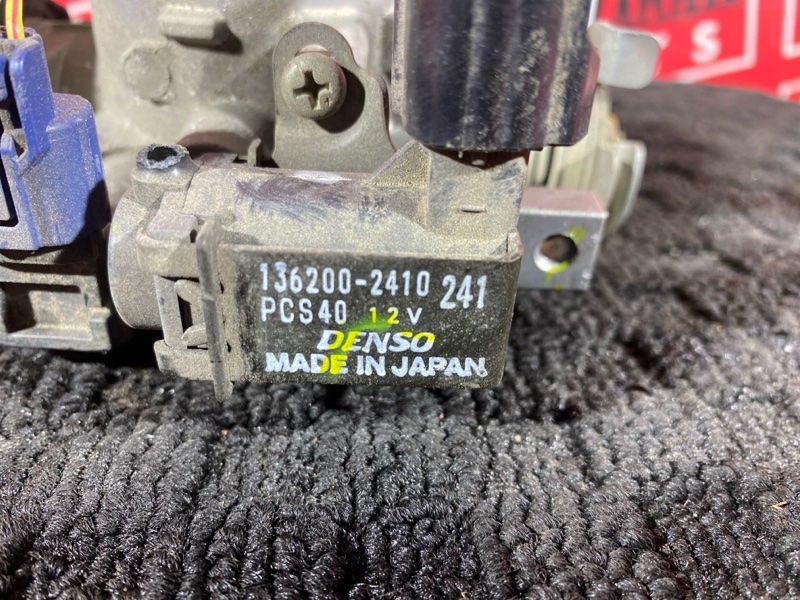 136200-2410 241
PCS40 12V
DENSO
MADE IN JAPAN